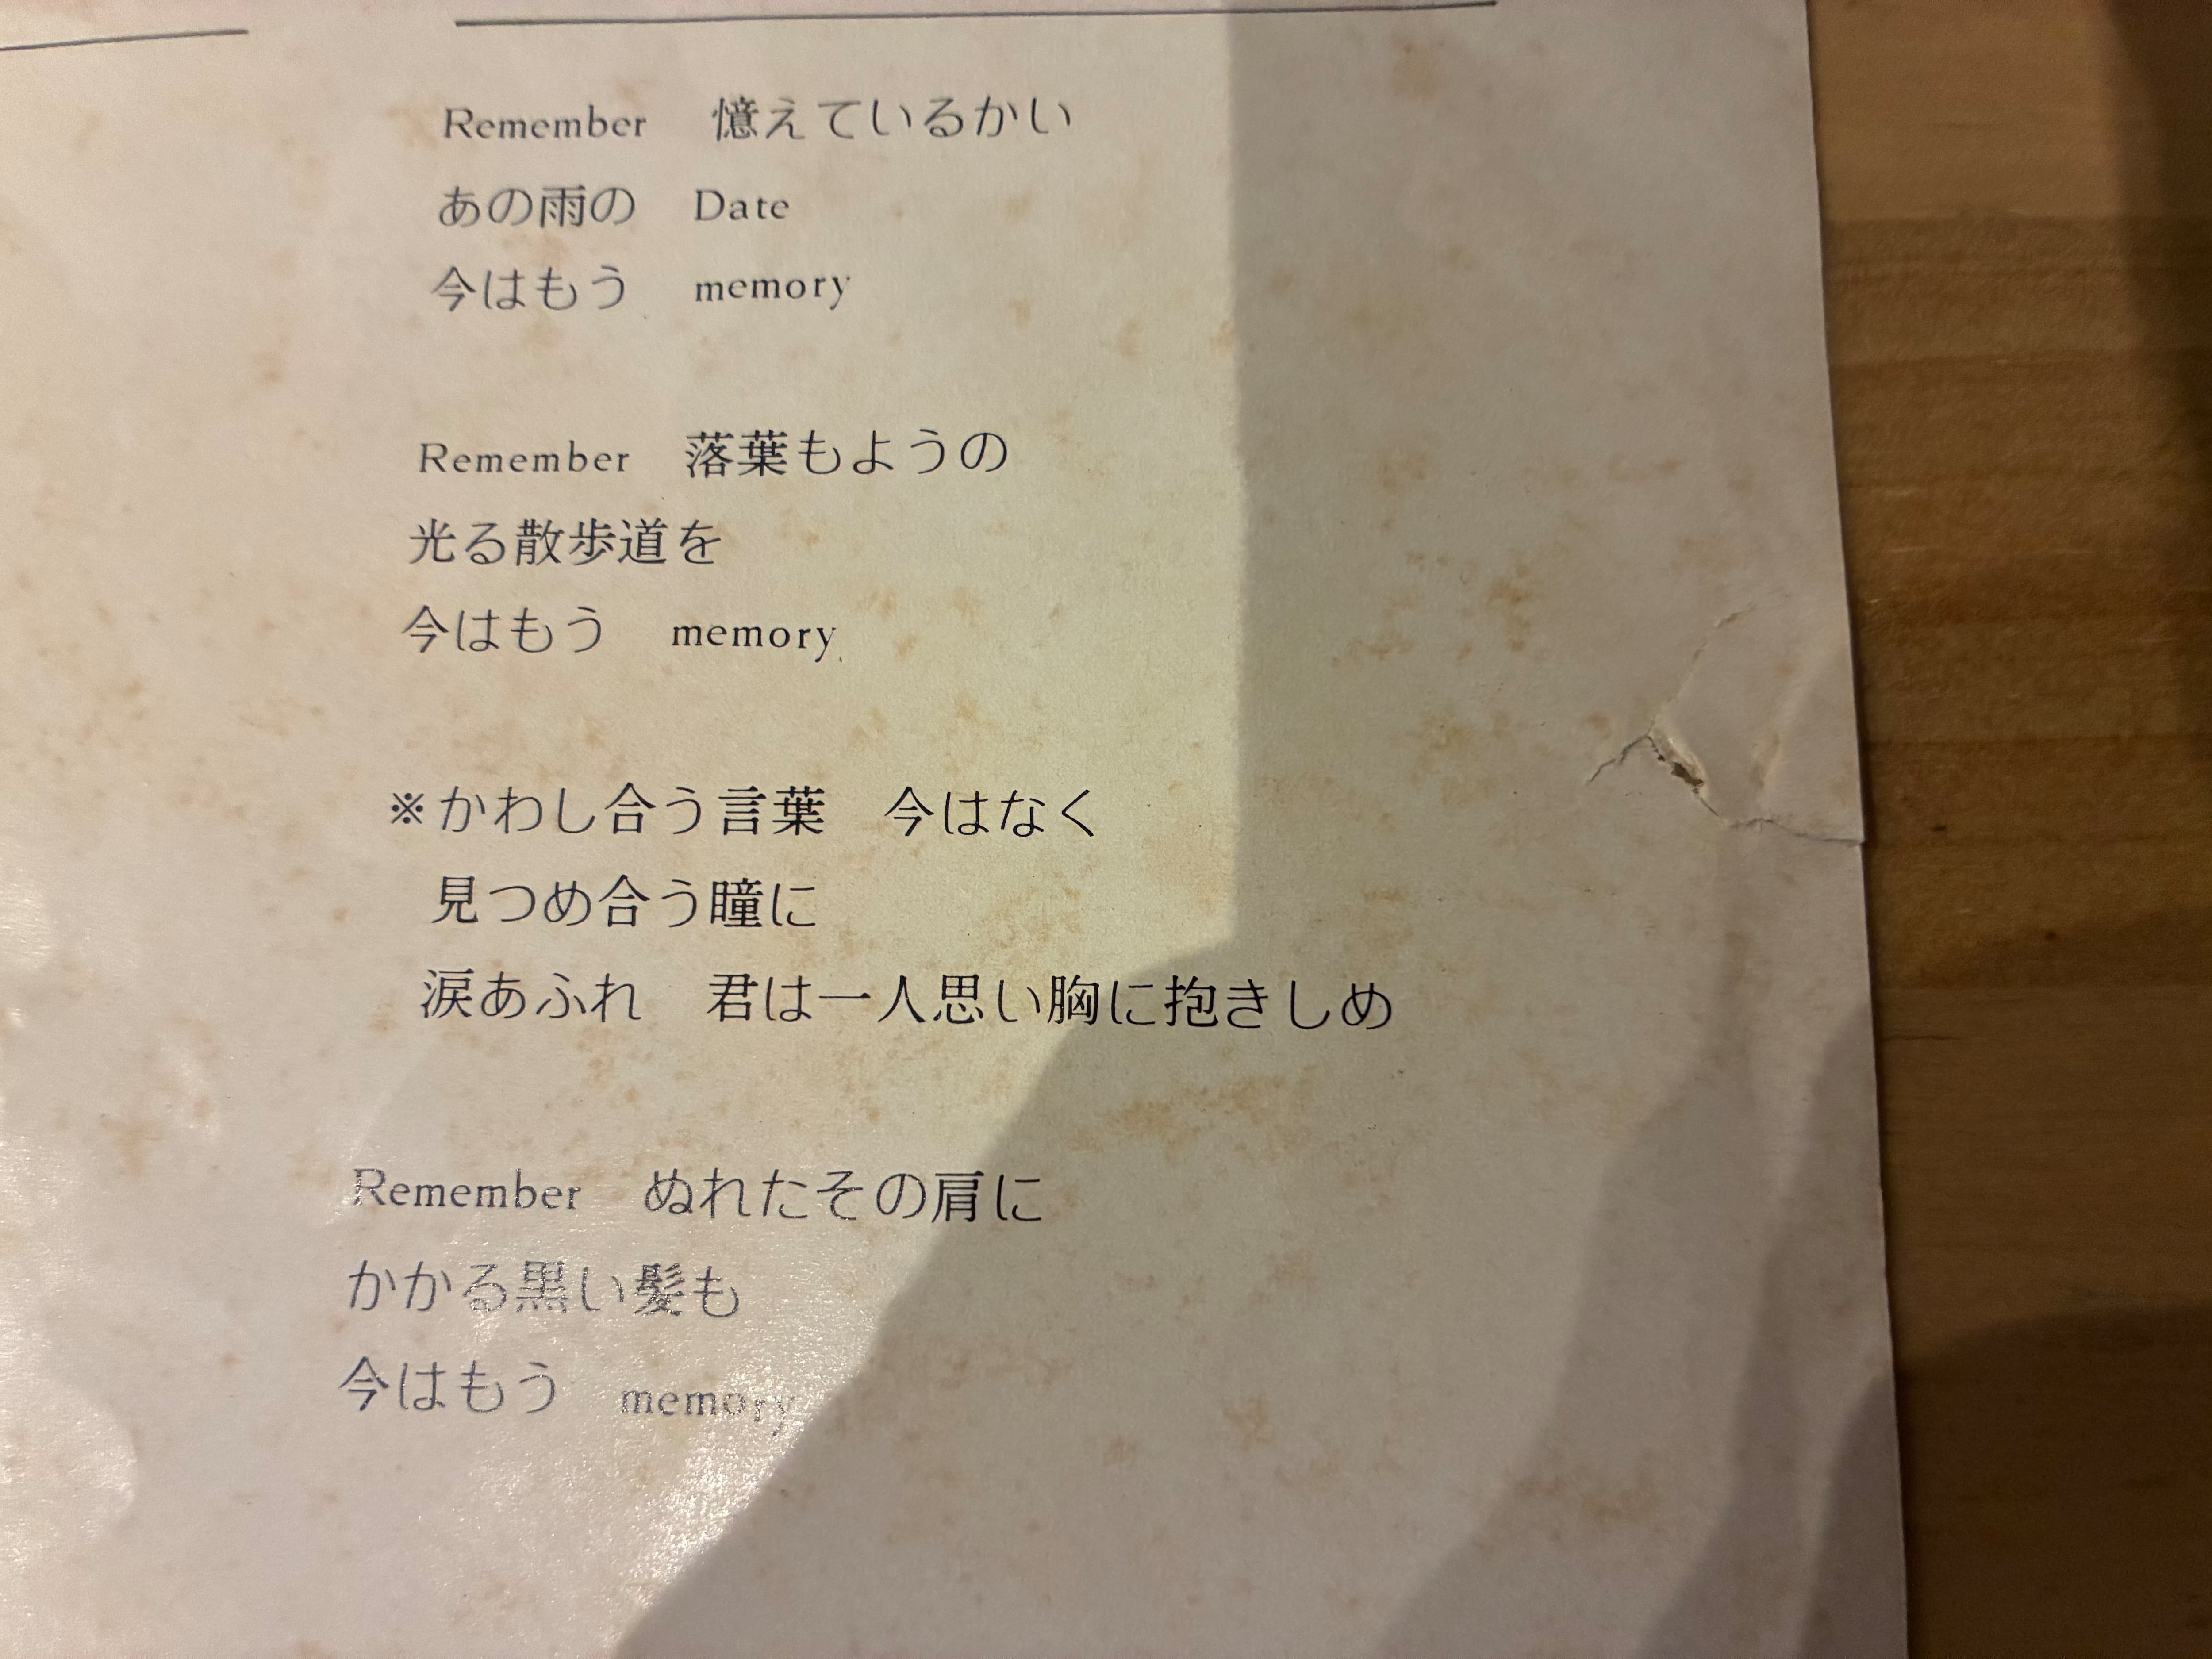 Remember　憶えているかい
あの雨の　Date
今はもう　memory
Remember　落葉もようの
光る散歩道を
今はもう　memory
※かわし合う言葉　今はなく
見つめ合う瞳に
涙あふれ　君は一人思い胸に抱きしめ
Remember　ぬれたその肩に
かかる黒い髪も
今はもう　memory